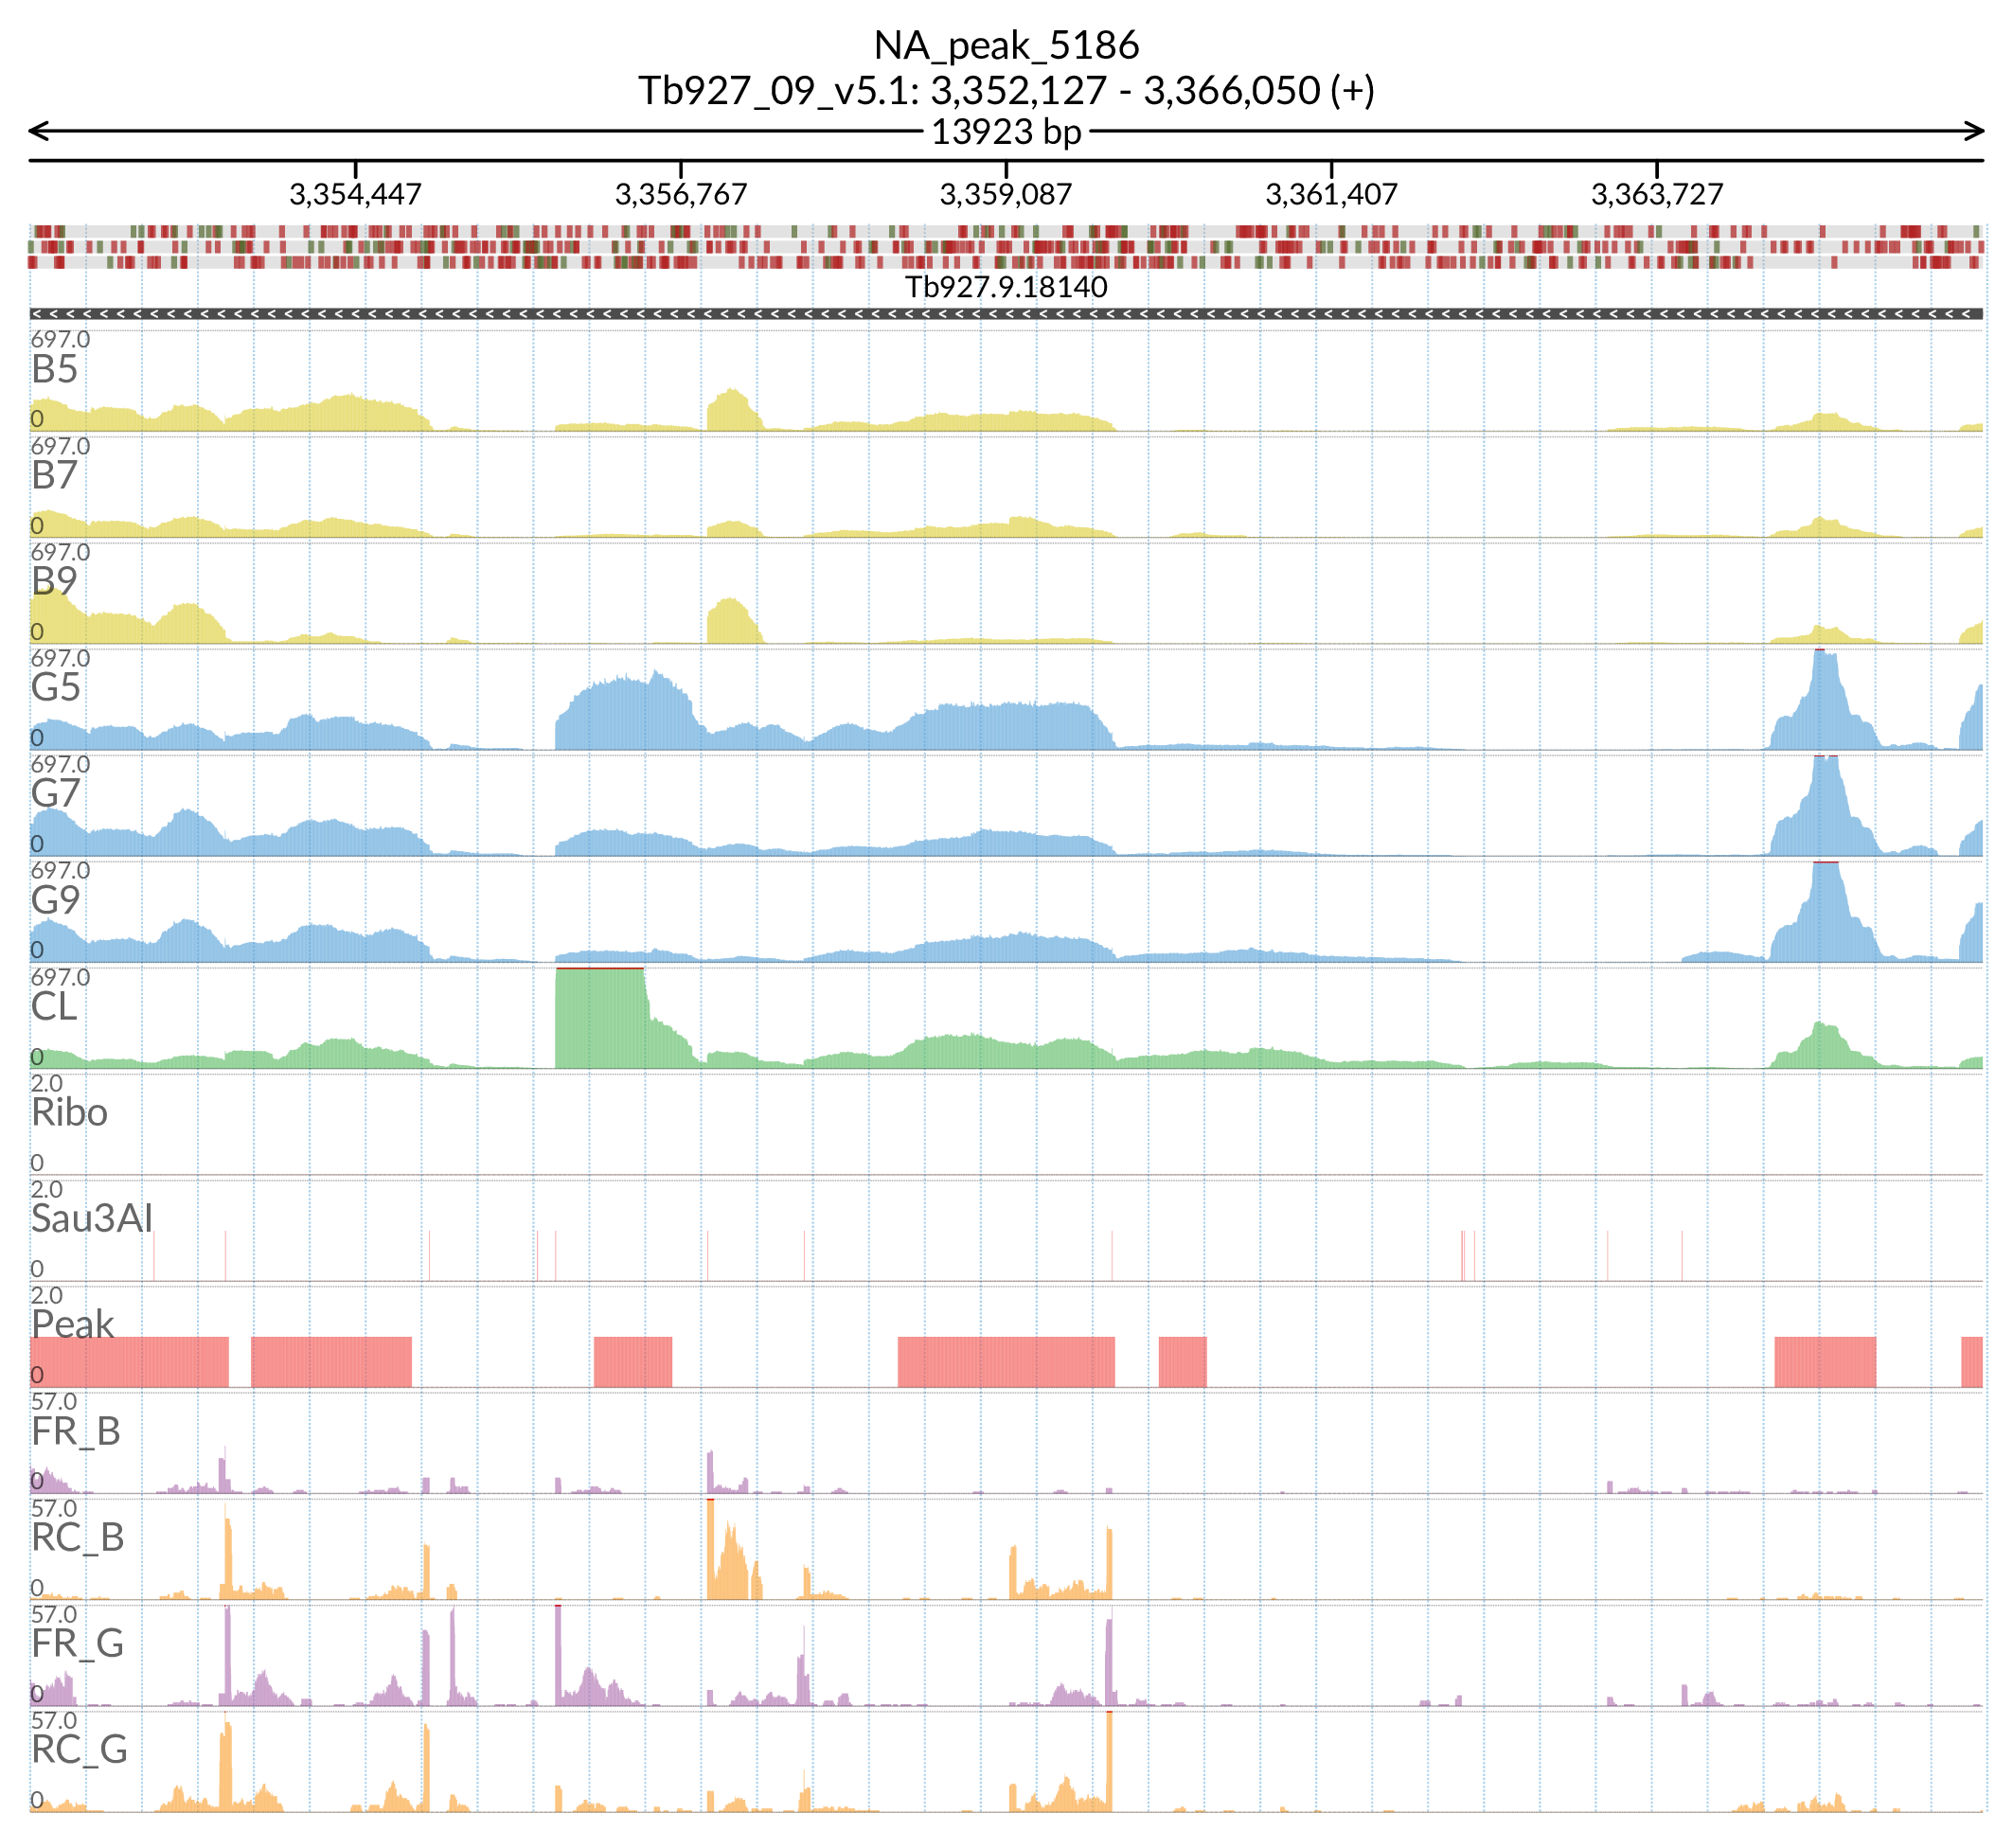 NA_peak_5186
Tb927_09_v5.1: 3,352,127 - 3,366,050 (+)
13923 bp
3,354,447 3,356,767 3,359,087 3,361,407 3,363,727
Tb927.9.18140
697.0
B5
0
697.0
B7
0
697.0
B9
0
697.0
G5
0
697.0
G7
0
697.0
G9
0
697.0
CL
0
2.0
Ribo
0
2.0
Sau3AI
0
2.0
Peak
0
57.0
FR_B
0
57.0
RC_B
0
57.0
FR_G
0
57.0
RC_G
0